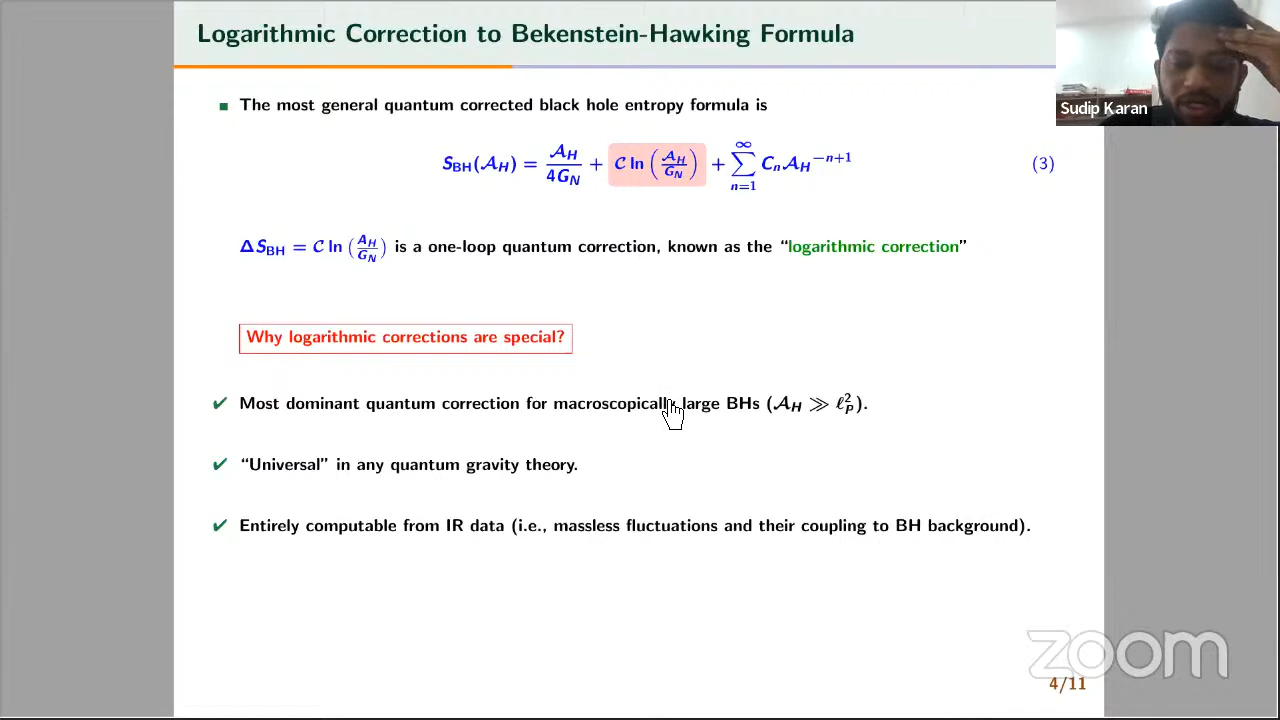 Logarithmic Correction to Bekenstein-Hawking Formula
Sudip Karan
The most general quantum corrected black hole entropy formula is
S_BH(𝒜_H) = 𝒜_H/4G_N + 𝒞 ln (𝒜_H/G_N) + ∑_{n=1}^{∞} C_n 𝒜_H^{−n+1} (3)
ΔS_BH = 𝒞 ln (A_H/G_N) is a one-loop quantum correction, known as the “logarithmic correction”
Why logarithmic corrections are special?
✔ Most dominant quantum correction for macroscopically large BHs (𝒜_H ≫ ℓ_P^2).
✔ “Universal” in any quantum gravity theory.
✔ Entirely computable from IR data (i.e., massless fluctuations and their coupling to BH background).
zoom
4/11